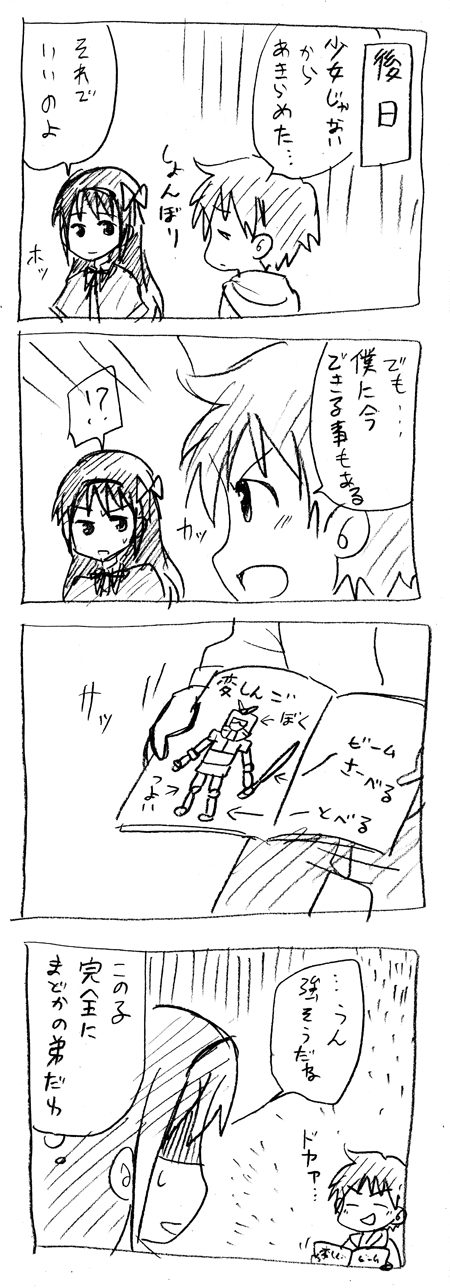 後日
少女じゃない
から
あきらめた…
しょんぼり
それで
いいのよ
ホッ
でも…
僕に今
できる事もある
カッ
!?
サッ
変しんご
←ぼく
つよい→
ビーム
さーべる
とべる
…うん
強そうだね
ドヤァ…
ビーム
この子
完全に
まどかの弟だわ